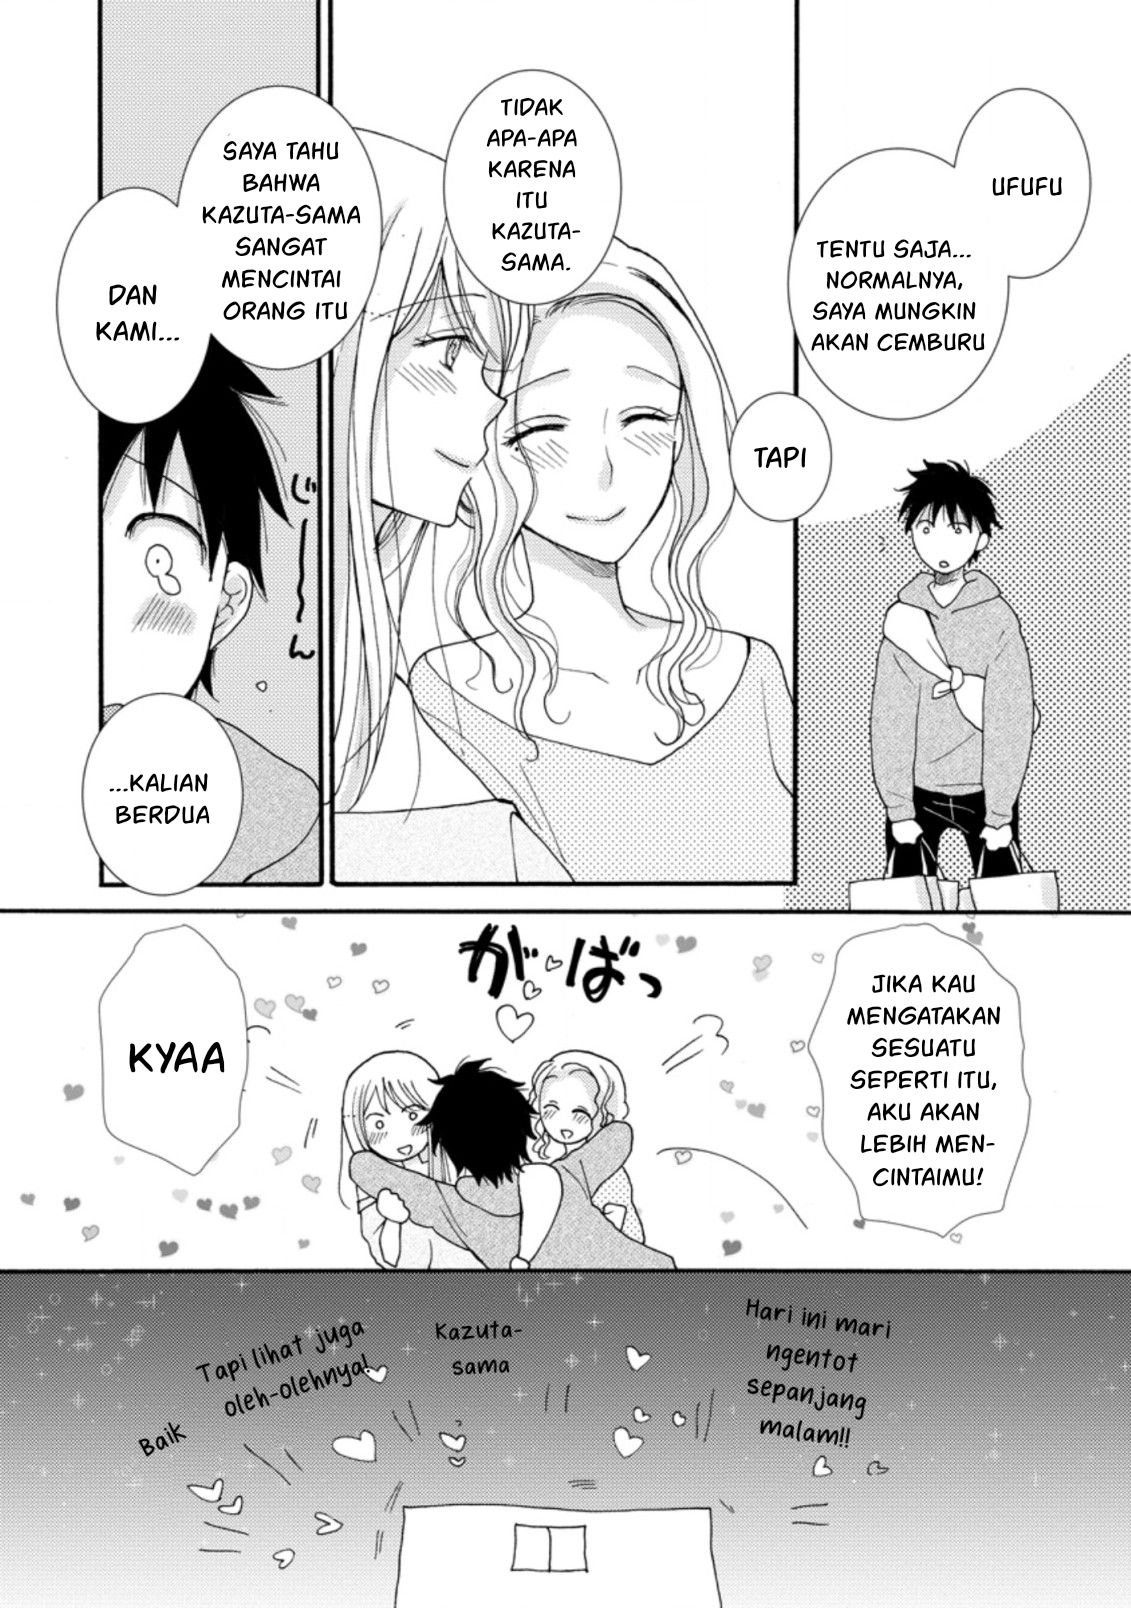 UFUFU
TENTU SAJA...
NORMALNYA,
SAYA MUNGKIN
AKAN CEMBURU
TAPI
TIDAK
APA-APA
KARENA
ITU
KAZUTA-
SAMA.
SAYA TAHU
BAHWA
KAZUTA-SAMA
SANGAT
MENCINTAI
ORANG ITU
DAN
KAMI...
じーーん
...KALIAN
BERDUA
JIKA KAU
MENGATAKAN
SESUATU
SEPERTI ITU,
AKU AKAN
LEBIH MEN-
CINTAIMU!
がばっ
KYAA
Hari ini mari
ngentot
sepanjang
malam!!
Kazuta-
sama
Tapi lihat juga
oleh-olehnya!
Baik